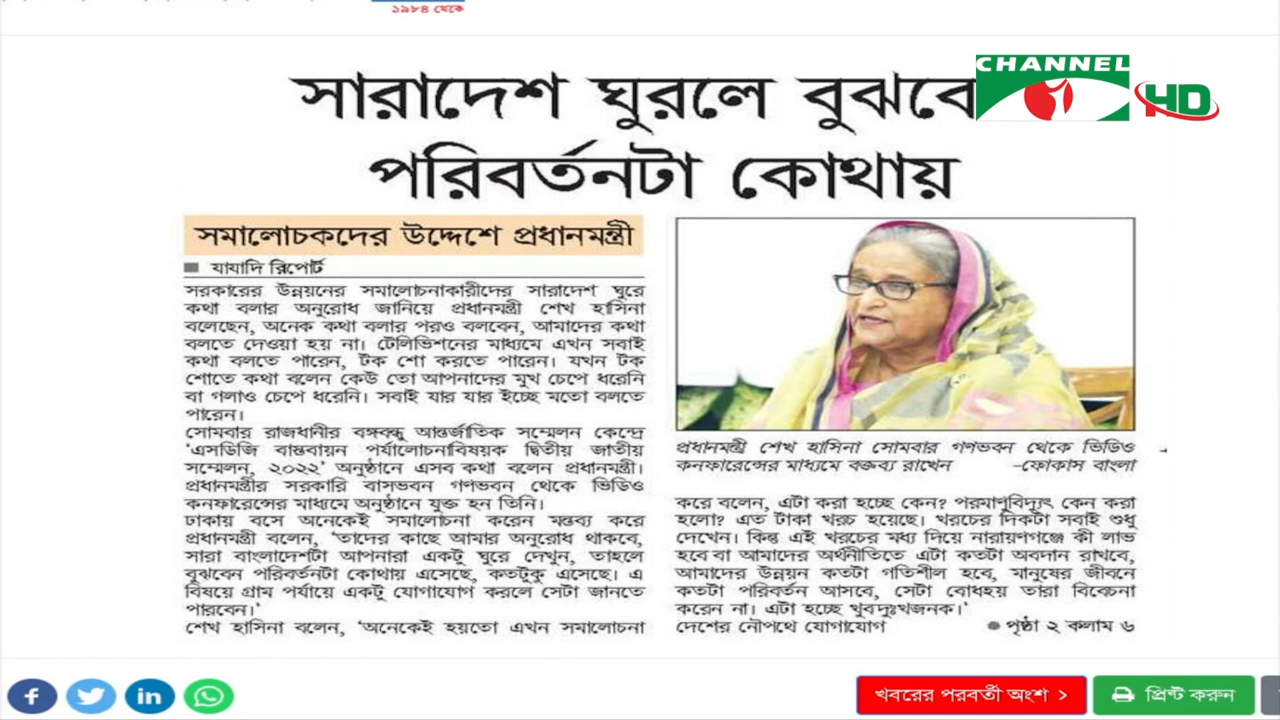 ১৯৮৪ থেকে
CHANNEL
HD
সারাদেশ ঘুরলে বুঝবে
পরিবর্তনটা কোথায়
সমালোচকদের উদ্দেশে প্রধানমন্ত্রী
যাযাদি রিপোর্ট
সরকারের উন্নয়নের সমালোচনাকারীদের সারাদেশ ঘুরে
কথা বলার অনুরোধ জানিয়ে প্রধানমন্ত্রী শেখ হাসিনা
বলেছেন, অনেক কথা বলার পরও বলবেন, আমাদের কথা
বলতে দেওয়া হয় না। টেলিভিশনের মাধ্যমে এখন সবাই
কথা বলতে পারেন, টক শো করতে পারেন। যখন টক
শোতে কথা বলেন কেউ তো আপনাদের মুখ চেপে ধরেনি
বা গলাও চেপে ধরেনি। সবাই যার যার ইচ্ছে মতো বলতে
পারেন।
সোমবার রাজধানীর বঙ্গবন্ধু আন্তর্জাতিক সম্মেলন কেন্দ্রে
'এসডিজি বাস্তবায়ন পর্যালোচনাবিষয়ক দ্বিতীয় জাতীয়
সম্মেলন, ২০২২' অনুষ্ঠানে এসব কথা বলেন প্রধানমন্ত্রী।
প্রধানমন্ত্রীর সরকারি বাসভবন গণভবন থেকে ভিডিও
কনফারেন্সের মাধ্যমে অনুষ্ঠানে যুক্ত হন তিনি।
ঢাকায় বসে অনেকেই সমালোচনা করেন মন্তব্য করে
প্রধানমন্ত্রী বলেন, 'তাদের কাছে আমার অনুরোধ থাকবে,
সারা বাংলাদেশটা আপনারা একটু ঘুরে দেখুন, তাহলে
বুঝবেন পরিবর্তনটা কোথায় এসেছে, কতটুকু এসেছে। এ
বিষয়ে গ্রাম পর্যায়ে একটু যোগাযোগ করলে সেটা জানতে
পারবেন।'
শেখ হাসিনা বলেন, 'অনেকেই হয়তো এখন সমালোচনা
প্রধানমন্ত্রী শেখ হাসিনা সোমবার গণভবন থেকে ভিডিও
কনফারেন্সের মাধ্যমে বক্তব্য রাখেন –ফোকাস বাংলা
করে বলেন, এটা করা হচ্ছে কেন? পরমাণুবিদ্যুৎ কেন করা
হলো? এত টাকা খরচ হয়েছে। খরচের দিকটা সবাই শুধু
দেখেন। কিন্তু এই খরচের মধ্য দিয়ে নারায়ণগঞ্জে কী লাভ
হবে বা আমাদের অর্থনীতিতে এটা কতটা অবদান রাখবে,
আমাদের উন্নয়ন কতটা গতিশীল হবে, মানুষের জীবনে
কতটা পরিবর্তন আসবে, সেটা বোধহয় তারা বিবেচনা
করেন না। এটা হচ্ছে খুব দুঃখজনক।'
দেশের নৌপথে যোগাযোগ ● পৃষ্ঠা ২ কলাম ৬
খবরের পরবর্তী অংশ >
প্রিন্ট করুন